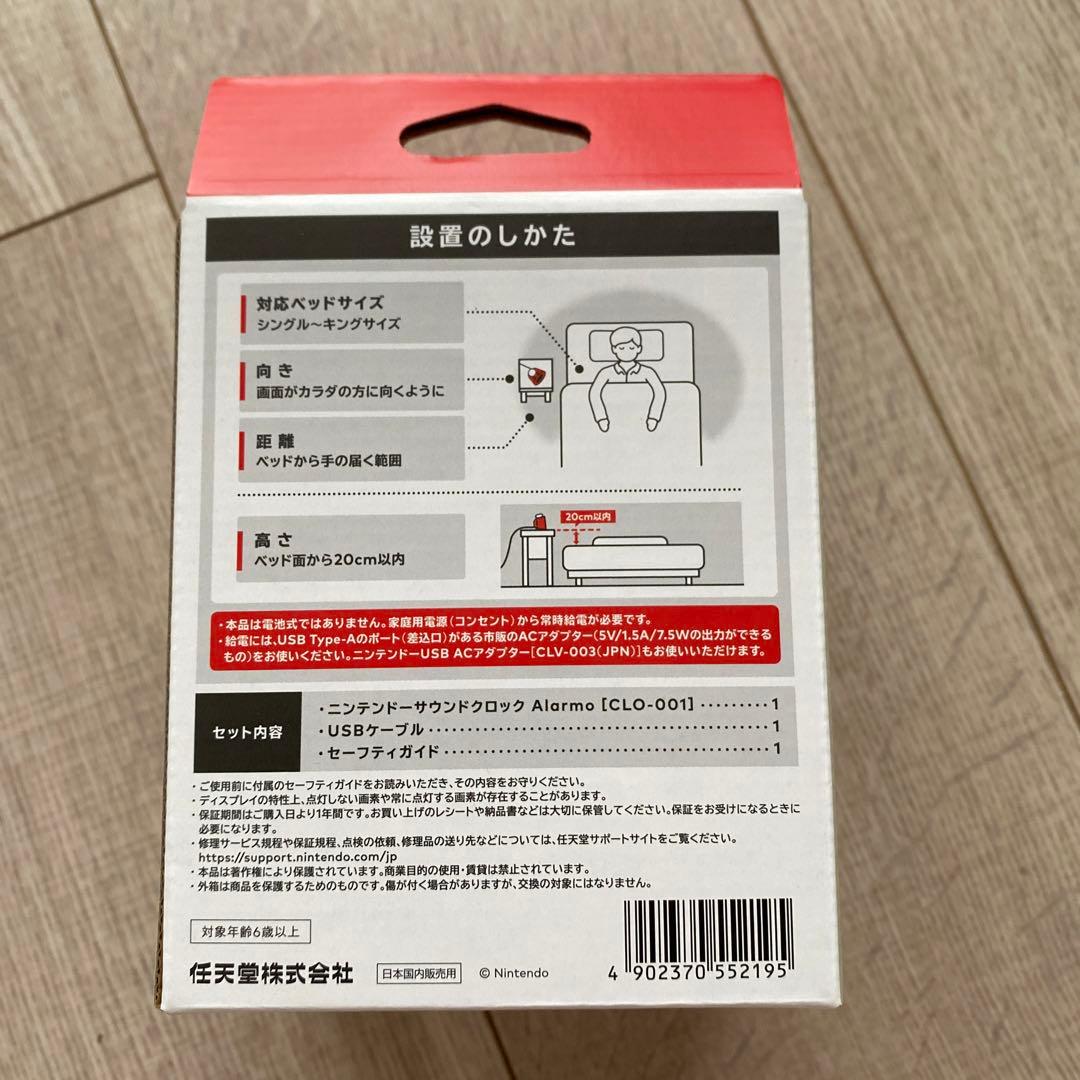 設置のしかた
対応ベッドサイズ
シングル～キングサイズ
向き
画面がカラダの方に向くように
距離
ベッドから手の届く範囲
高さ
ベッド面から20cm以内
20cm以内
・本品は電池式ではありません。家庭用電源（コンセント）から常時給電が必要です。
・給電には、USB Type-Aのポート（差込口）がある市販のACアダプター（5V/1.5A/7.5Wの出力ができる
もの）をお使いください。ニンテンドーUSB ACアダプター[CLV-003(JPN)]もお使いいただけます。
セット内容
・ニンテンドーサウンドクロック Alarmo [CLO-001] ・・・・・・・・・1
・USBケーブル・・・・・・・・・・・・・・・・・・・・・・・・・・・・・・・・・・1
・セーフティガイド・・・・・・・・・・・・・・・・・・・・・・・・・・・・・・・・1
・ご使用前に付属のセーフティガイドをお読みいただき、その内容をお守りください。
・ディスプレイの特性上、点灯しない画素や常に点灯する画素が存在することがあります。
・保証期間はご購入日より1年間です。お買い上げのレシートや納品書などは大切に保管してください。保証をお受けになるときに
必要になります。
・修理サービス規程や保証規程、点検の依頼、修理品の送り先などについては、任天堂サポートサイトをご覧ください。
https://support.nintendo.com/jp
・本品は著作権により保護されています。商業目的の使用・賃貸は禁止されています。
・外箱は商品を保護するためのものです。傷が付く場合がありますが、交換の対象にはなりません。
対象年齢6歳以上
任天堂株式会社
日本国内販売用
© Nintendo
4 902370 552195